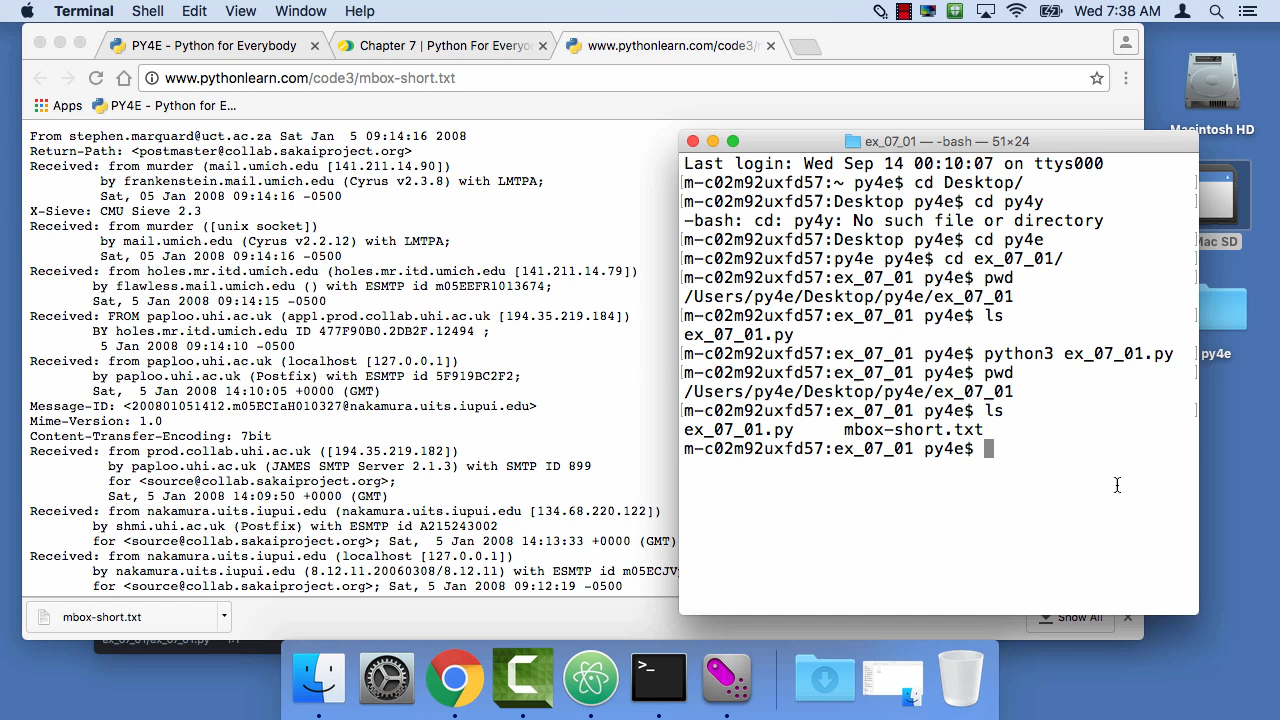 Terminal Shell Edit View Window Help Wed 7:38 AM
PY4E - Python for Everybody
Chapter 7 | Python For Everyo
www.pythonlearn.com/code3/m
www.pythonlearn.com/code3/mbox-short.txt
Apps PY4E - Python for E...
From stephen.marquard@uct.ac.za Sat Jan  5 09:14:16 2008
Return-Path: <postmaster@collab.sakaiproject.org>
Received: from murder (mail.umich.edu [141.211.14.90])
by frankenstein.mail.umich.edu (Cyrus v2.3.8) with LMTPA;
Sat, 05 Jan 2008 09:14:16 -0500
X-Sieve: CMU Sieve 2.3
Received: from murder ([unix socket])
by mail.umich.edu (Cyrus v2.2.12) with LMTPA;
Sat, 05 Jan 2008 09:14:16 -0500
Received: from holes.mr.itd.umich.edu (holes.mr.itd.umich.edu [141.211.14.79])
by flawless.mail.umich.edu () with ESMTP id m05EEFR1013674;
Sat, 5 Jan 2008 09:14:15 -0500
Received: FROM paploo.uhi.ac.uk (app1.prod.collab.uhi.ac.uk [194.35.219.184])
BY holes.mr.itd.umich.edu ID 477F90B0.2DB2F.12494 ;
5 Jan 2008 09:14:10 -0500
Received: from paploo.uhi.ac.uk (localhost [127.0.0.1])
by paploo.uhi.ac.uk (Postfix) with ESMTP id 5F919BC2F2;
Sat, 5 Jan 2008 14:10:05 +0000 (GMT)
Message-ID: <200801051412.m05ECIaH010327@nakamura.uits.iupui.edu>
Mime-Version: 1.0
Content-Transfer-Encoding: 7bit
Received: from prod.collab.uhi.ac.uk ([194.35.219.182])
by paploo.uhi.ac.uk (JAMES SMTP Server 2.1.3) with SMTP ID 899
for <source@collab.sakaiproject.org>;
Sat, 5 Jan 2008 14:09:50 +0000 (GMT)
Received: from nakamura.uits.iupui.edu (nakamura.uits.iupui.edu [134.68.220.122])
by shmi.uhi.ac.uk (Postfix) with ESMTP id A215243002
for <source@collab.sakaiproject.org>; Sat,  5 Jan 2008 14:13:33 +0000 (GMT)
Received: from nakamura.uits.iupui.edu (localhost [127.0.0.1])
by nakamura.uits.iupui.edu (8.12.11.20060308/8.12.11) with ESMTP id m05ECJV
for <source@collab.sakaiproject.org>; Sat, 5 Jan 2008 09:12:19 -0500
mbox-short.txt
Show All
ex_07_01/ex_07_01.py 1:1
ex_07_01 — -bash — 51×24
Last login: Wed Sep 14 00:10:07 on ttys000
[m-c02m92uxfd57:~ py4e$ cd Desktop/ ]
[m-c02m92uxfd57:Desktop py4e$ cd py4y ]
-bash: cd: py4y: No such file or directory
[m-c02m92uxfd57:Desktop py4e$ cd py4e ]
[m-c02m92uxfd57:py4e py4e$ cd ex_07_01/ ]
[m-c02m92uxfd57:ex_07_01 py4e$ pwd ]
/Users/py4e/Desktop/py4e/ex_07_01
[m-c02m92uxfd57:ex_07_01 py4e$ ls ]
ex_07_01.py
[m-c02m92uxfd57:ex_07_01 py4e$ python3 ex_07_01.py ]
[m-c02m92uxfd57:ex_07_01 py4e$ pwd ]
/Users/py4e/Desktop/py4e/ex_07_01
[m-c02m92uxfd57:ex_07_01 py4e$ ls ]
ex_07_01.py     mbox-short.txt
m-c02m92uxfd57:ex_07_01 py4e$
Macintosh HD
Mac SD
py4e
>_